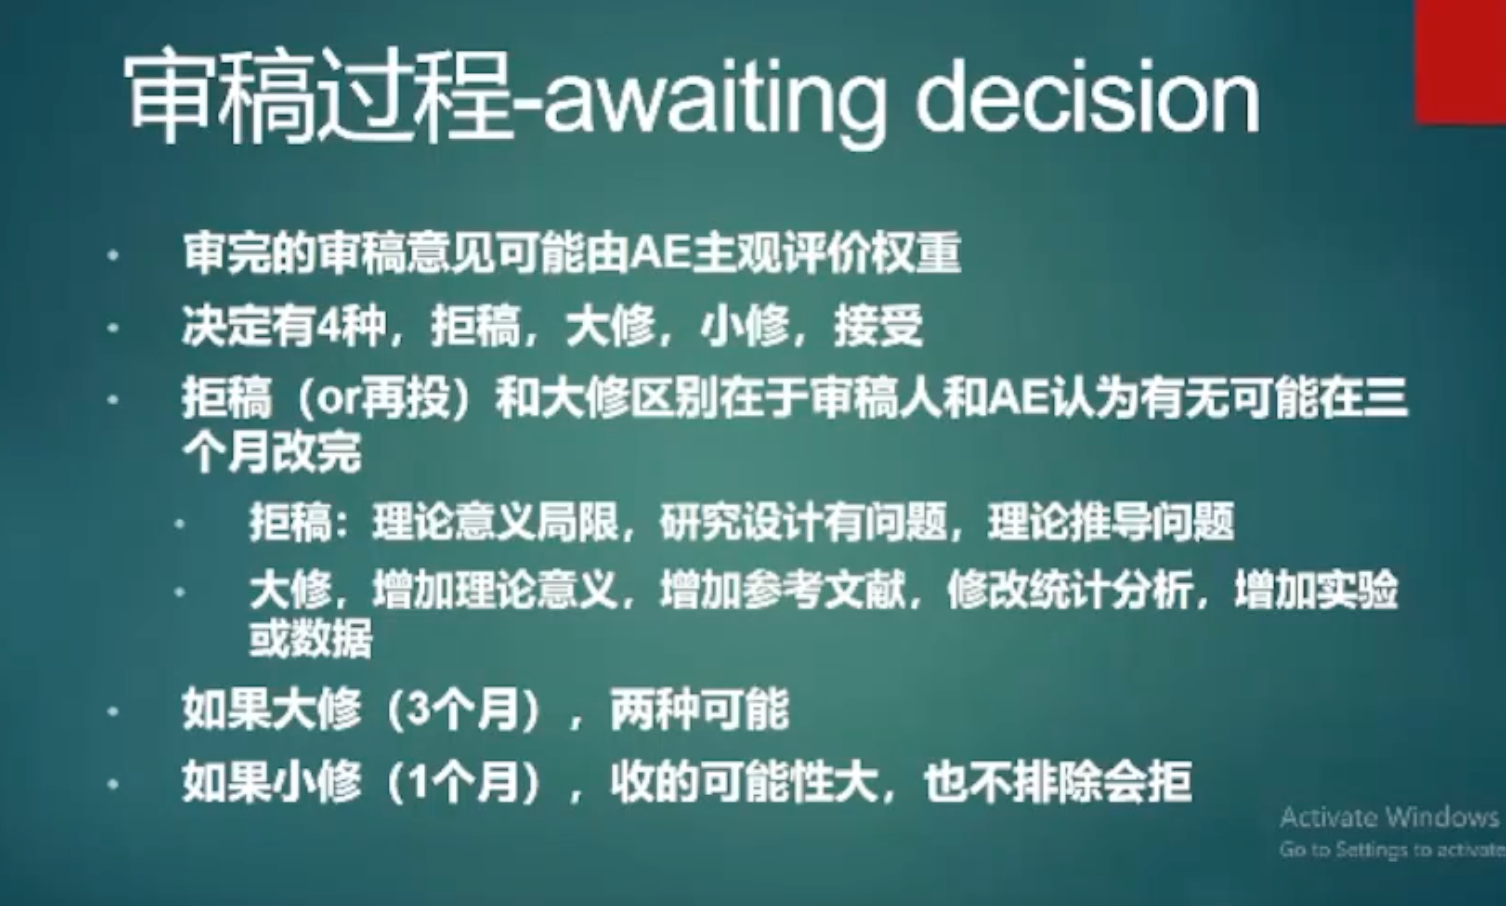 审稿过程-awaiting decision
审完的审稿意见可能由AE主观评价权重
决定有4种，拒稿，大修，小修，接受
拒稿（or再投）和大修区别在于审稿人和AE认为有无可能在三
个月改完
拒稿：理论意义局限，研究设计有问题，理论推导问题
大修，增加理论意义，增加参考文献，修改统计分析，增加实验
或数据
如果大修（3个月），两种可能
如果小修（1个月），收的可能性大，也不排除会拒
Activate Windows
Go to Settings to activate